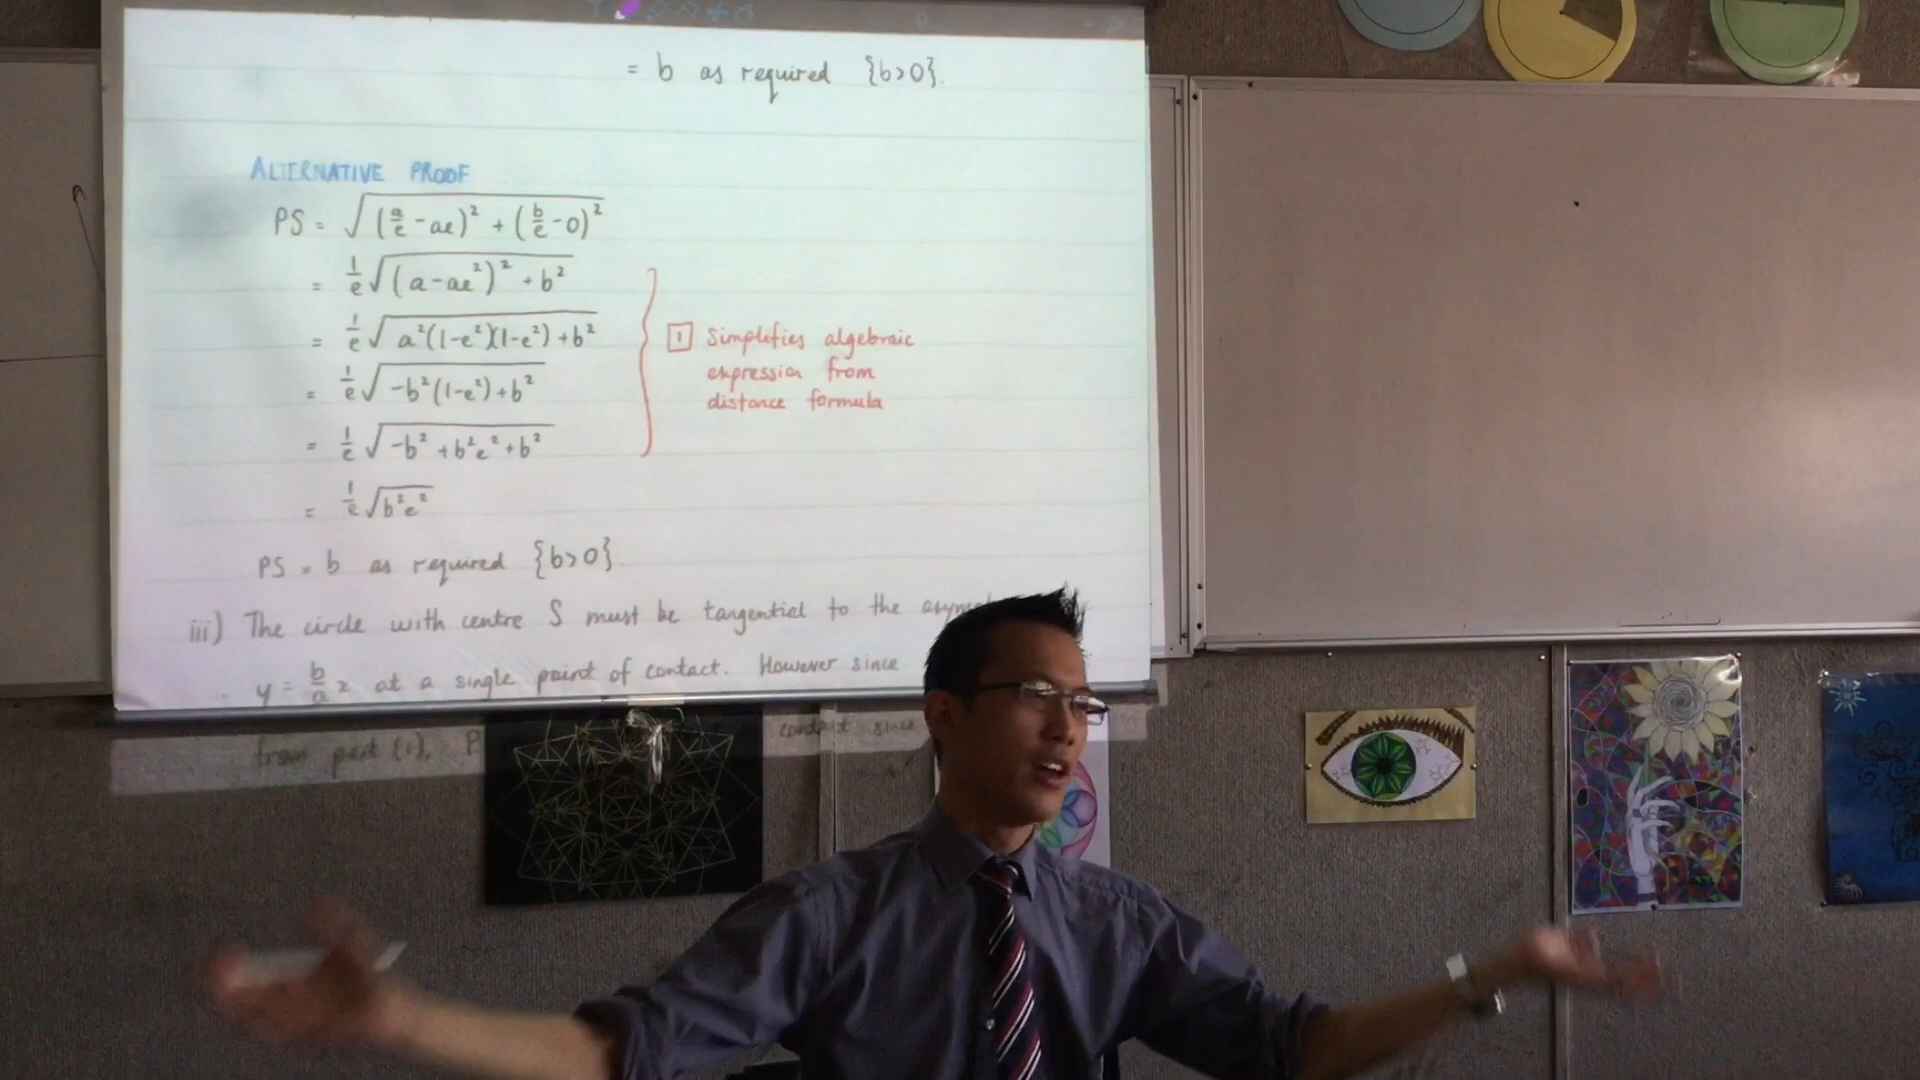 = b as required {b>0}.
ALTERNATIVE PROOF
PS = √((a/e - ae)² + (b/e - 0)²)
= 1/e √((a-ae²)² + b²)
= 1/e √(a²(1-e²)(1-e²) + b²)
= 1/e √(-b²(1-e²) + b²)
= 1/e √(-b² + b²e² + b²)
= 1/e √(b²e²)
1 Simplifies algebraic
expression from
distance formula
PS = b as required {b>0}.
iii) The circle with centre S must be tangential to the
y = b/a x at a single point of contact. However since
from part (i), P contact since